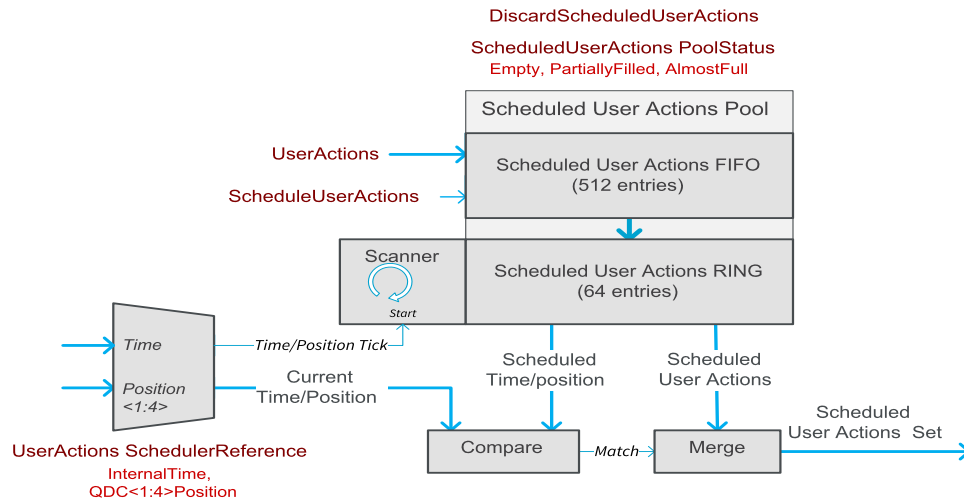 DiscardScheduledUserActions
ScheduledUserActions PoolStatus
Empty, PartiallyFilled, AlmostFull
Scheduled User Actions Pool
UserActions
Scheduled User Actions FIFO
(512 entries)
ScheduleUserActions
Scanner
Start
Scheduled User Actions RING
(64 entries)
Time
Time/Position Tick
Position
<1:4>
Current
Time/Position
Scheduled
Time/position
Scheduled
User Actions
Scheduled
User Actions Set
UserActions SchedulerReference
InternalTime,
QDC<1:4>Position
Compare
Match
Merge